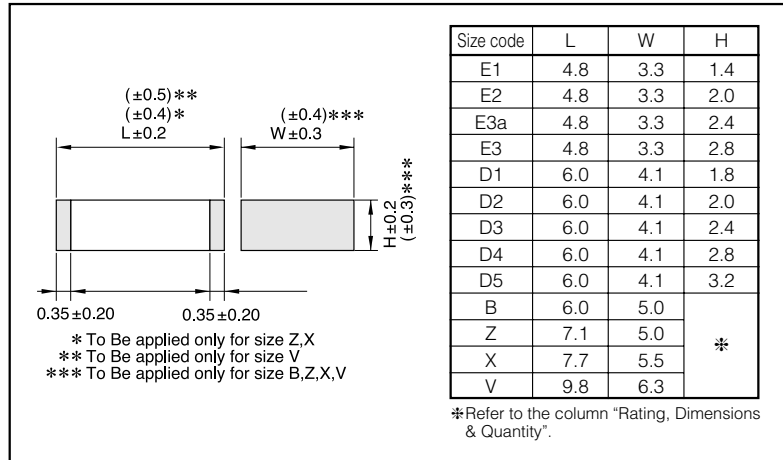 (±0.5)**
(±0.4)*
L±0.2
(±0.4)***
W±0.3
H±0.2
(±0.3)***
0.35±0.20
0.35±0.20
* To Be applied only for size Z,X
** To Be applied only for size V
*** To Be applied only for size B,Z,X,V
Size code L W H
E1 4.8 3.3 1.4
E2 4.8 3.3 2.0
E3a 4.8 3.3 2.4
E3 4.8 3.3 2.8
D1 6.0 4.1 1.8
D2 6.0 4.1 2.0
D3 6.0 4.1 2.4
D4 6.0 4.1 2.8
D5 6.0 4.1 3.2
B 6.0 5.0 ❉
Z 7.1 5.0
X 7.7 5.5
V 9.8 6.3
❉Refer to the column “Rating, Dimensions
& Quantity”.